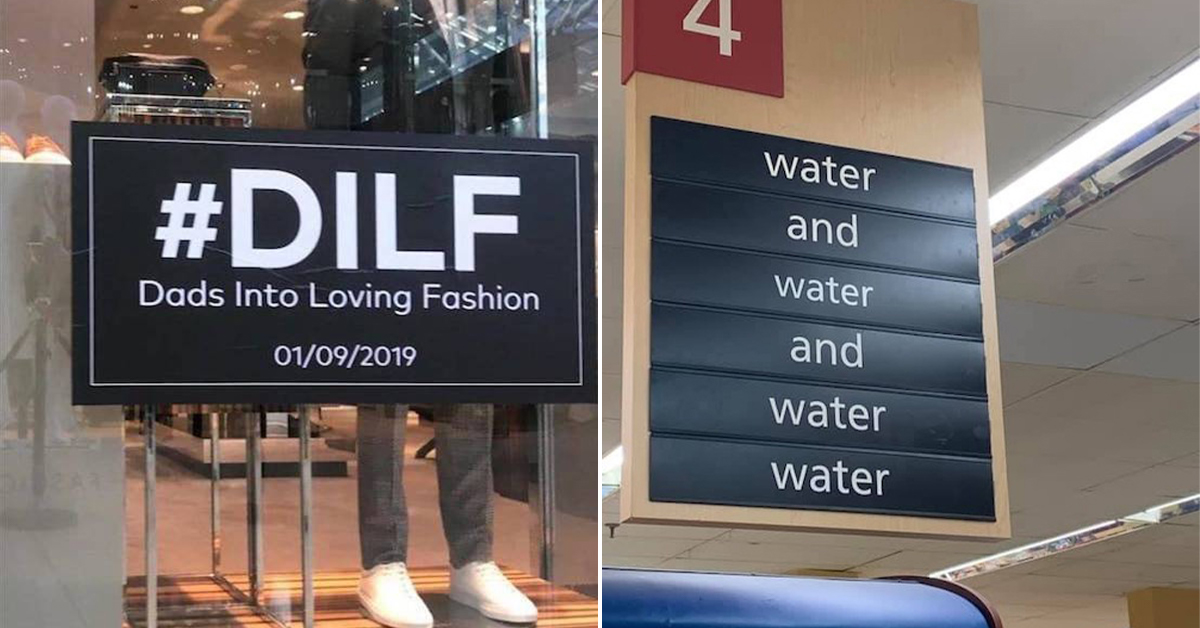 #DILF
Dads Into Loving Fashion
01/09/2019
4
water
and
water
and
water
water